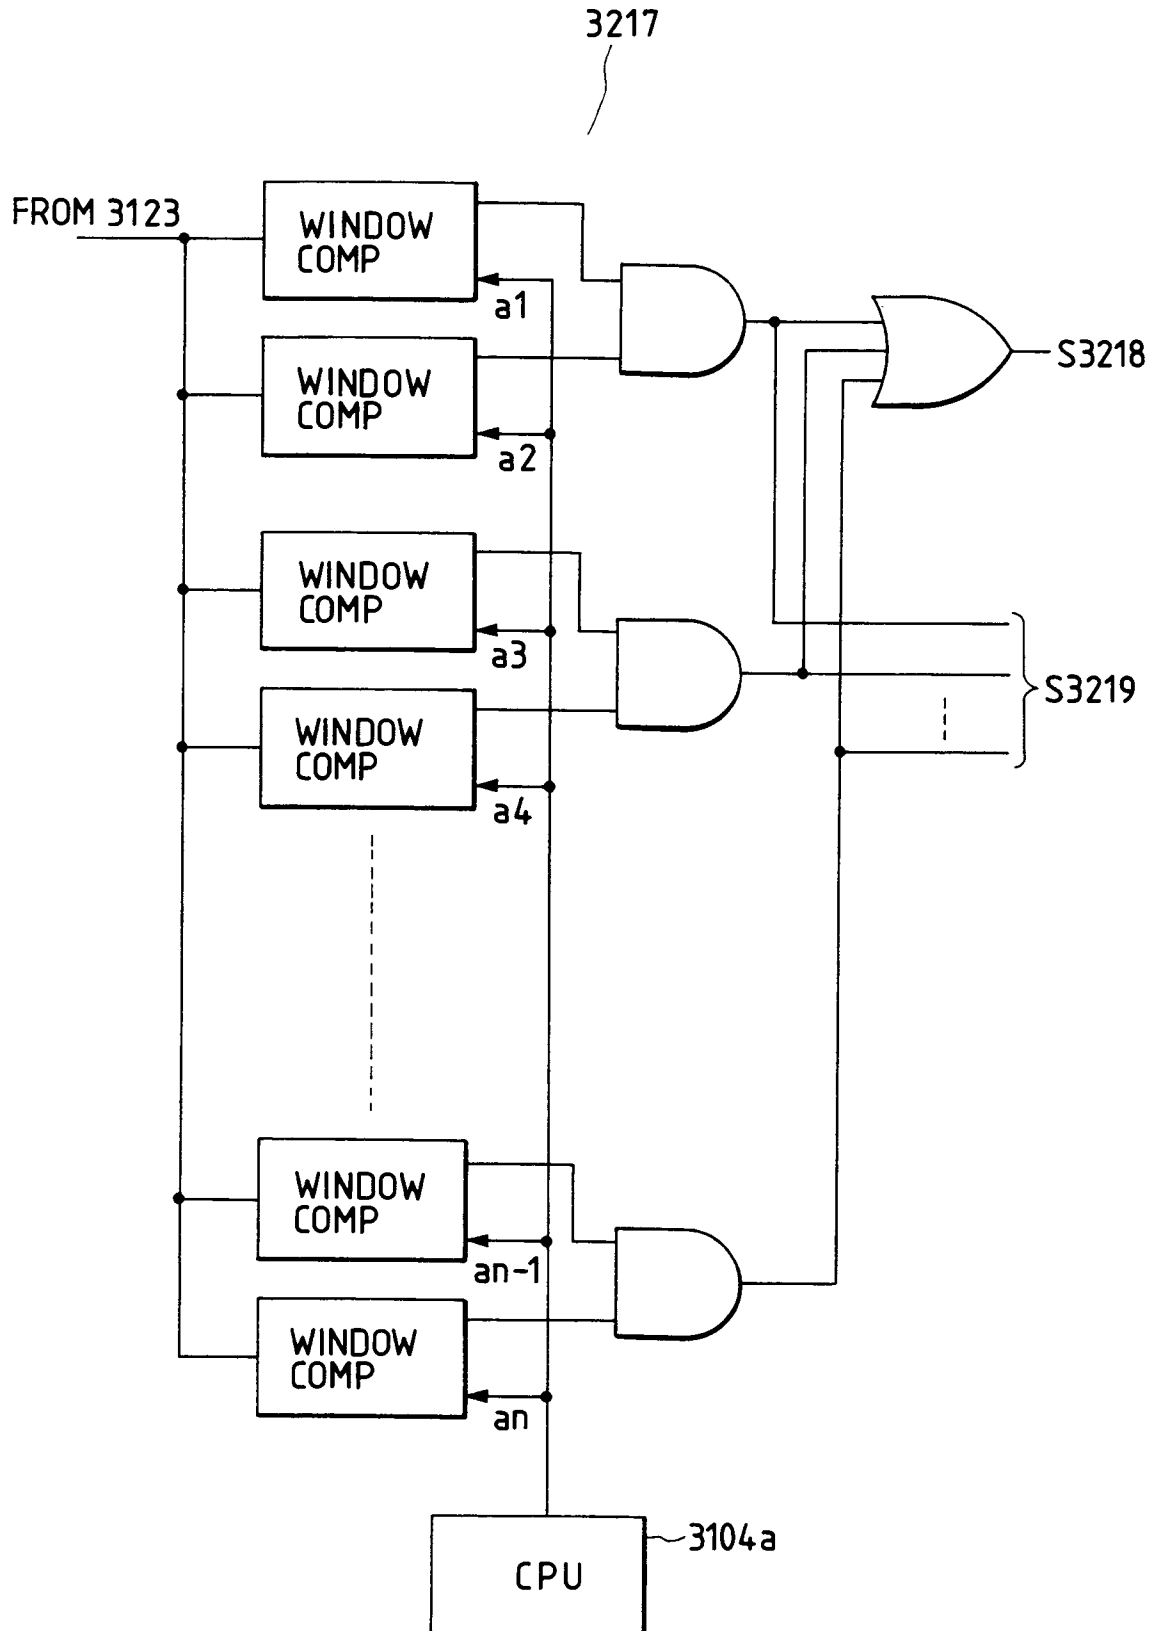 3217
FROM 3123
WINDOW
COMP
a1
WINDOW
COMP
a2
S3218
WINDOW
COMP
a3
WINDOW
COMP
a4
S3219
WINDOW
COMP
an-1
WINDOW
COMP
an
3104a
CPU